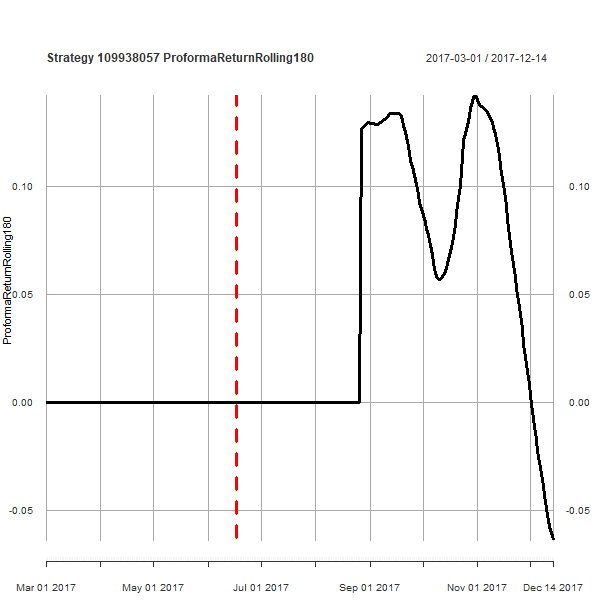 Strategy 109938057 ProformaReturnRolling180
2017-03-01 / 2017-12-14
ProformaReturnRolling180
0.10
0.10
0.05
0.05
0.00
0.00
-0.05
-0.05
Mar 01 2017
May 01 2017
Jul 01 2017
Sep 01 2017
Nov 01 2017
Dec 14 2017